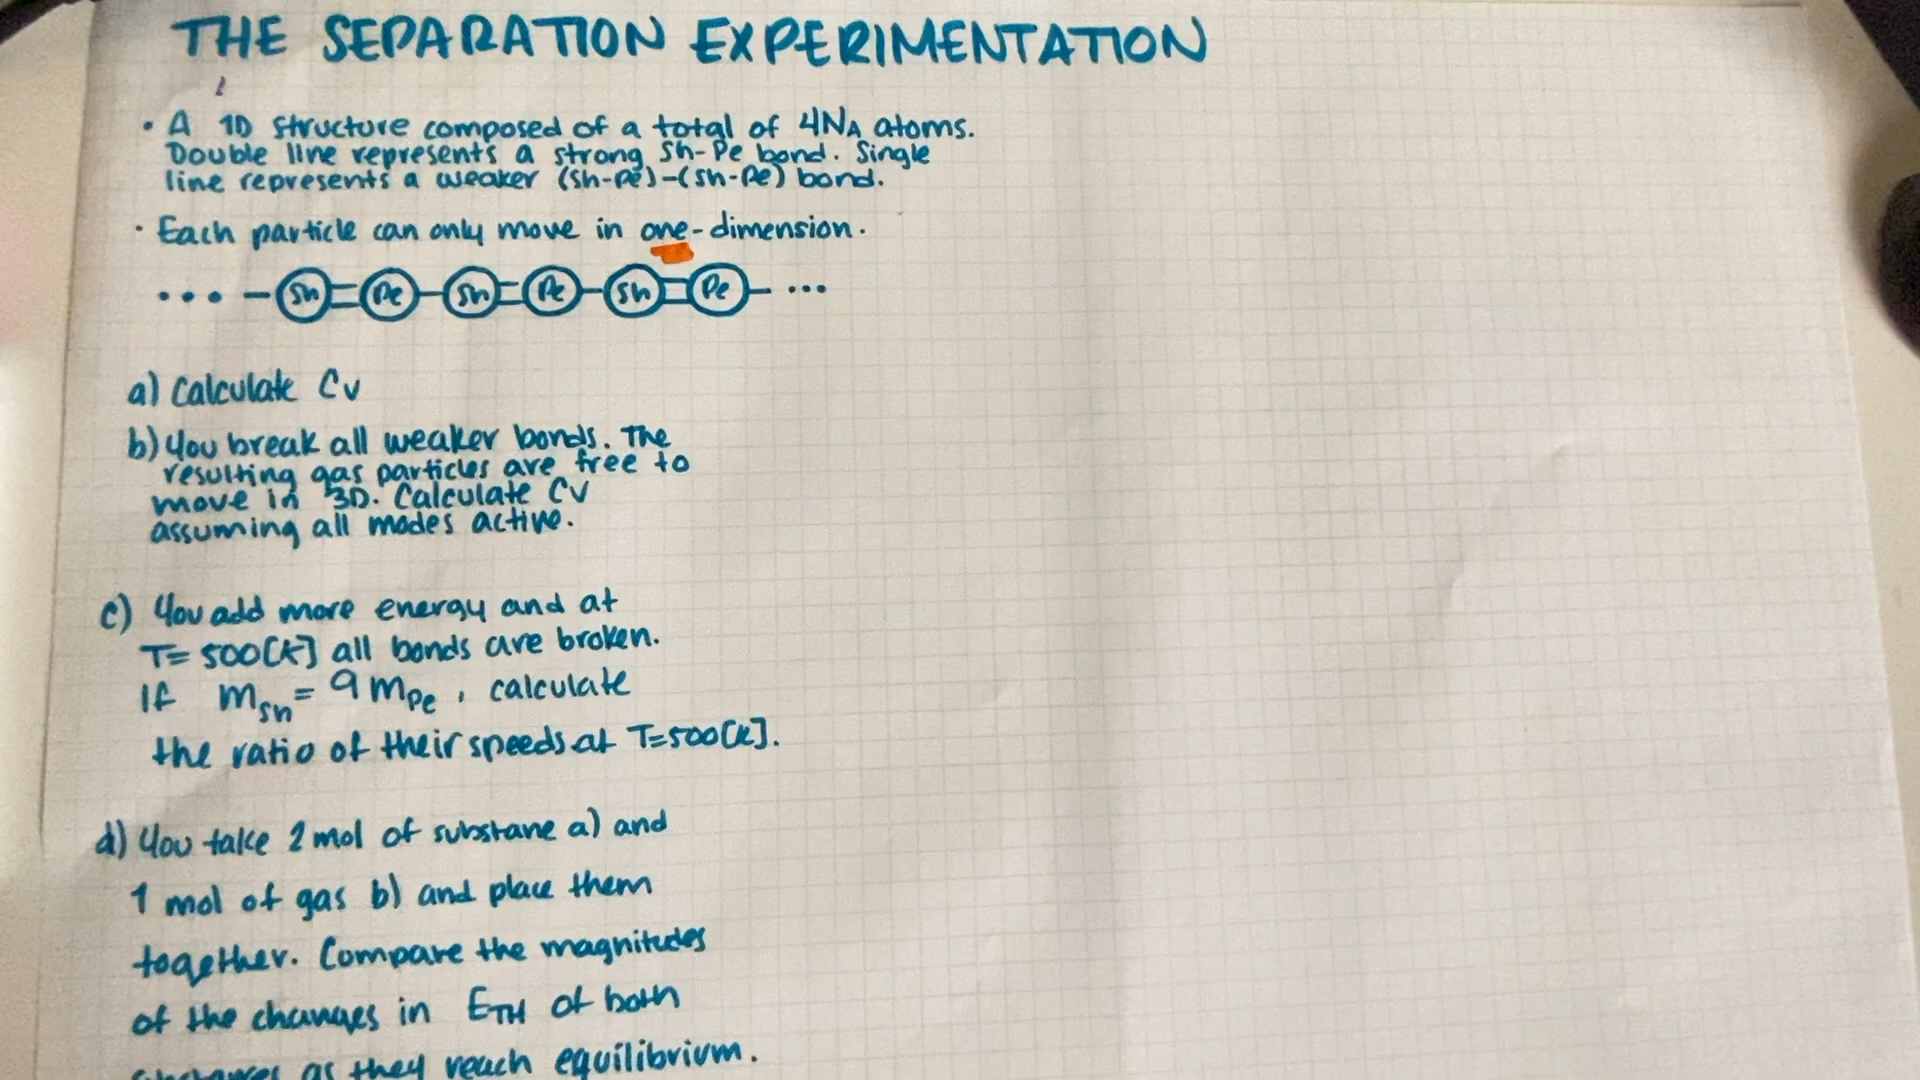 THE SEPARATION EXPERIMENTATION
• A 1D structure composed of a total of 4NA atoms.
Double line represents a strong Sh-Pe bond. Single
line represents a weaker (Sh-Pe)-(Sh-Pe) bond.
• Each particle can only move in one-dimension.
... - Sh = Pe - Sh = Pe - Sh = Pe - ...
a) Calculate Cv
b) You break all weaker bonds. The
resulting gas particles are free to
move in 3D. Calculate CV
assuming all modes active.
c) You add more energy and at
T= 500[K] all bonds are broken.
If mSh = 9 mPe, calculate
the ratio of their speeds at T=500[K].
d) You take 2 mol of substane a) and
1 mol of gas b) and place them
together. Compare the magnitudes
of the changes in ETH of both
as they reach equilibrium.